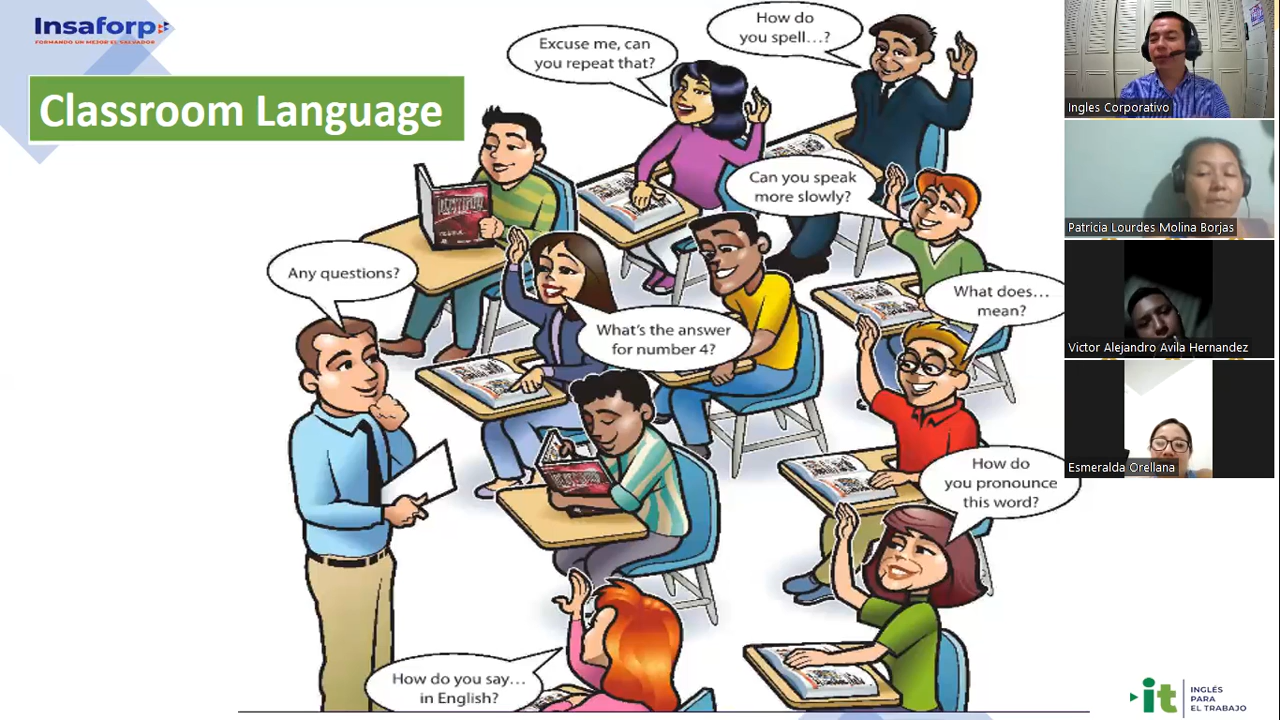 Insaforp
FORMANDO UN MEJOR EL SALVADOR
Classroom Language
Excuse me, can
you repeat that?
How do
you spell...?
Can you speak
more slowly?
Any questions?
What's the answer
for number 4?
What does...
mean?
How do
you pronounce
this word?
How do you say...
in English?
Ingles Corporativo
Patricia Lourdes Molina Borjas
Victor Alejandro Avila Hernandez
Esmeralda Orellana
it
INGLÉS
PARA
EL TRABAJO